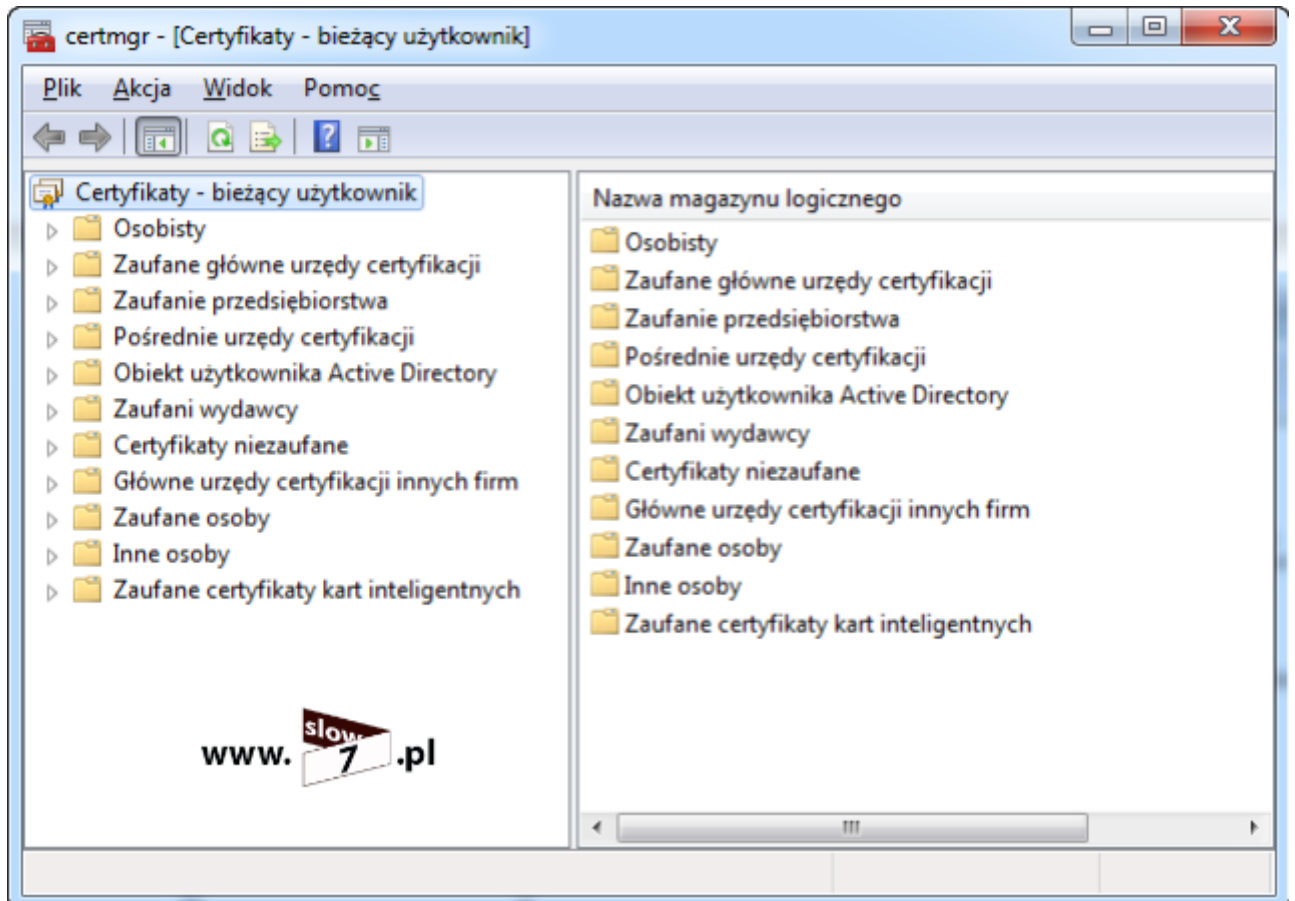 certmgr - [Certyfikaty - bieżący użytkownik]
Plik Akcja Widok Pomoc
Certyfikaty - bieżący użytkownik
Osobisty
Zaufane główne urzędy certyfikacji
Zaufanie przedsiębiorstwa
Pośrednie urzędy certyfikacji
Obiekt użytkownika Active Directory
Zaufani wydawcy
Certyfikaty niezaufane
Główne urzędy certyfikacji innych firm
Zaufane osoby
Inne osoby
Zaufane certyfikaty kart inteligentnych
www. slow 7 .pl
Nazwa magazynu logicznego
Osobisty
Zaufane główne urzędy certyfikacji
Zaufanie przedsiębiorstwa
Pośrednie urzędy certyfikacji
Obiekt użytkownika Active Directory
Zaufani wydawcy
Certyfikaty niezaufane
Główne urzędy certyfikacji innych firm
Zaufane osoby
Inne osoby
Zaufane certyfikaty kart inteligentnych